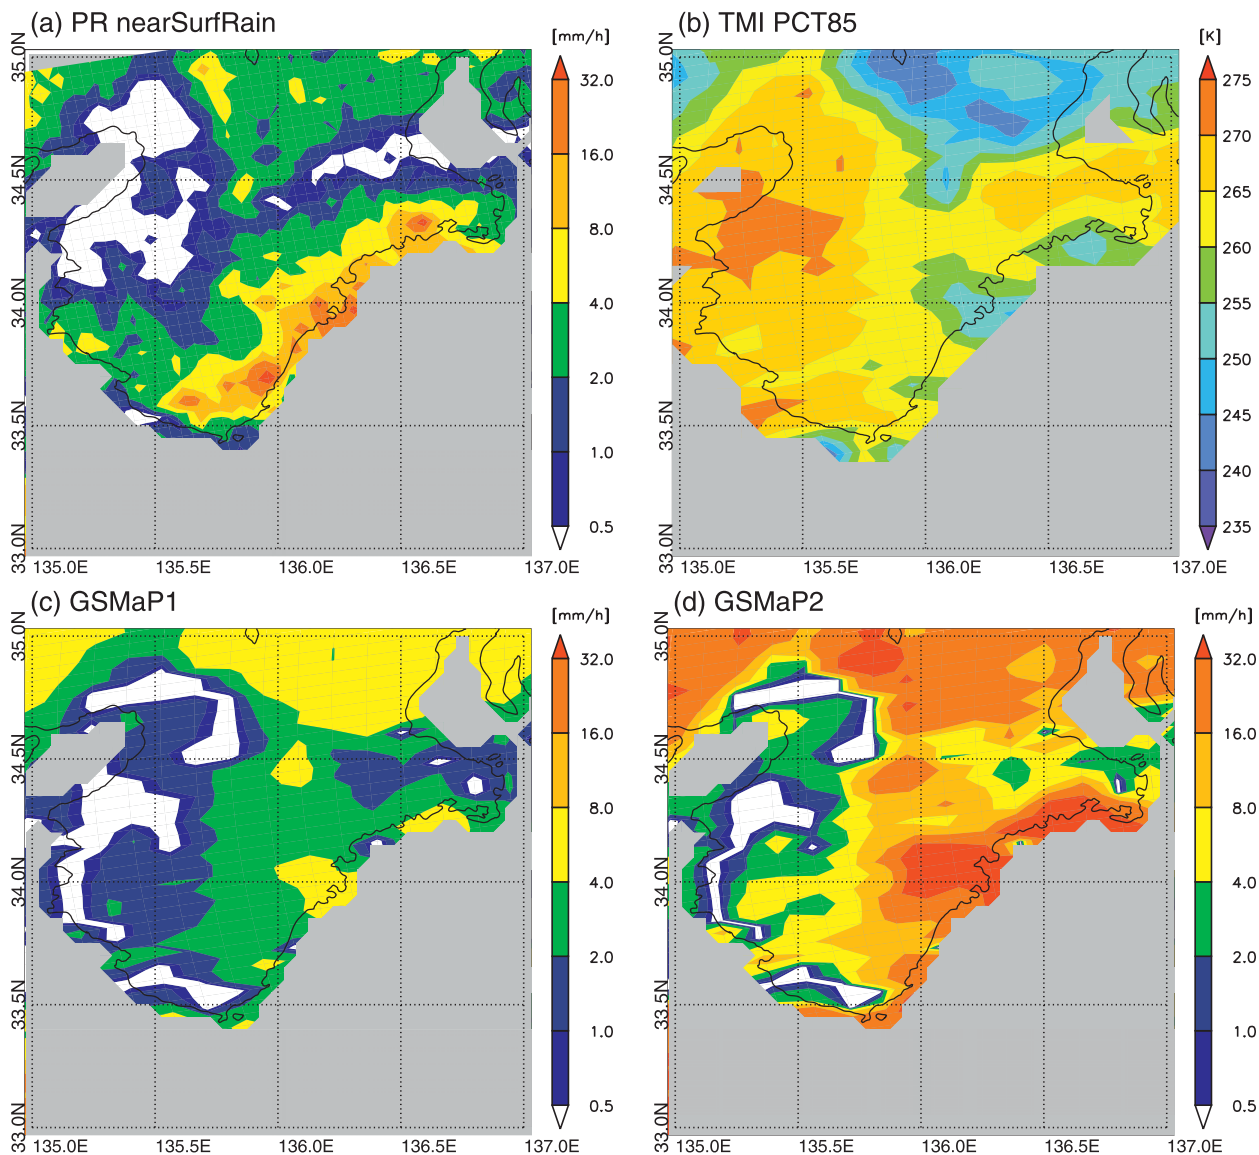 (a) PR nearSurfRain
[mm/h]
32.0
16.0
8.0
4.0
2.0
1.0
0.5
35.0N
34.5N
34.0N
33.5N
33.0N
135.0E
135.5E
136.0E
136.5E
137.0E
(b) TMI PCT85
[K]
275
270
265
260
255
250
245
240
235
35.0N
34.5N
34.0N
33.5N
33.0N
135.0E
135.5E
136.0E
136.5E
137.0E
(c) GSMaP1
[mm/h]
32.0
16.0
8.0
4.0
2.0
1.0
0.5
35.0N
34.5N
34.0N
33.5N
33.0N
135.0E
135.5E
136.0E
136.5E
137.0E
(d) GSMaP2
[mm/h]
32.0
16.0
8.0
4.0
2.0
1.0
0.5
35.0N
34.5N
34.0N
33.5N
33.0N
135.0E
135.5E
136.0E
136.5E
137.0E